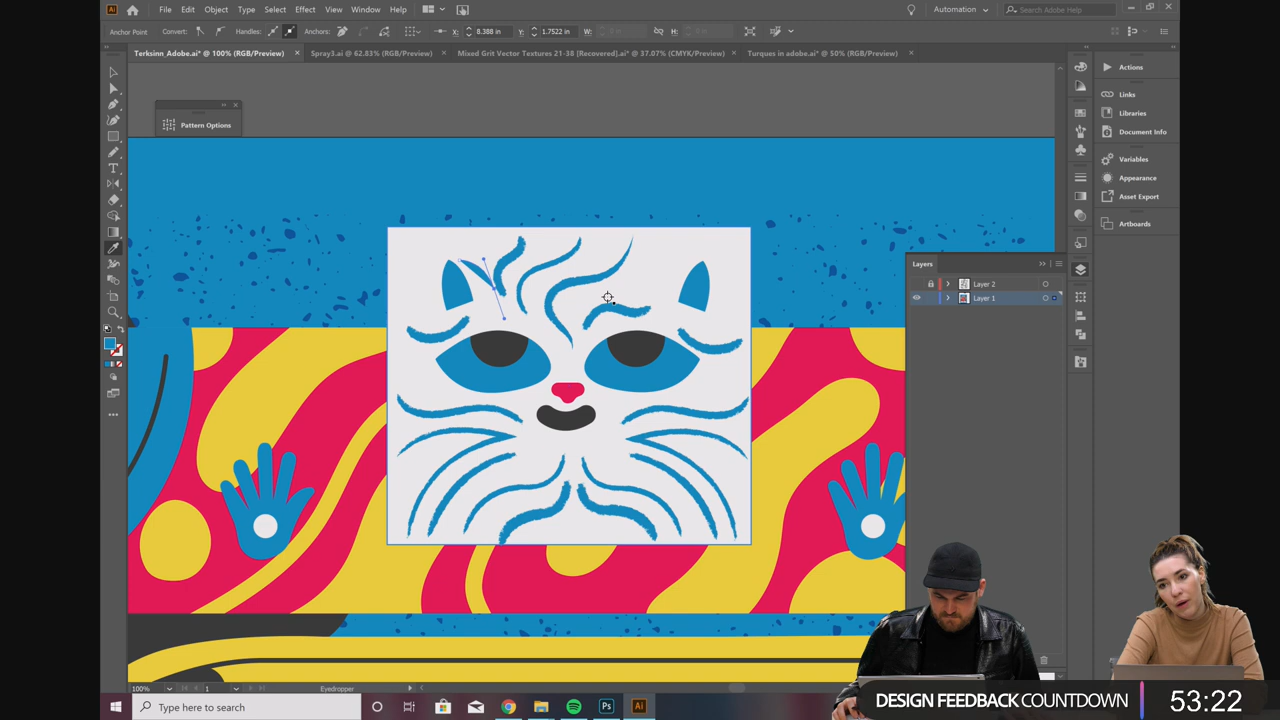 File Edit Object Type Select Effect View Window Help Automation Search Adobe Help
Anchor Point Convert: Handles: Anchors: X: 8.388 in Y: 1.7522 in W: H:
Terksinn_Adobe.ai* @ 100% (RGB/Preview) Spray3.ai @ 62.83% (RGB/Preview) Mixed Grit Vector Textures 21-38 [Recovered].ai* @ 37.07% (CMYK/Preview) Turques in adobe.ai* @ 50% (RGB/Preview)
Pattern Options
Actions
Links
Libraries
Document Info
Variables
Appearance
Asset Export
Artboards
Layers
Layer 2
Layer 1
100% 1 Eyedropper
Type here to search
Ps
Ai
DESIGN FEEDBACK COUNTDOWN 53:22